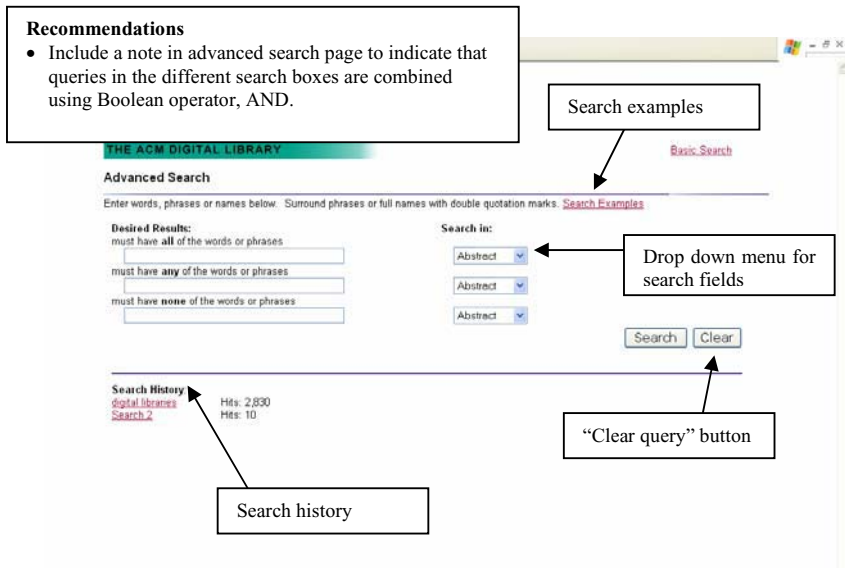 Recommendations
• Include a note in advanced search page to indicate that
queries in the different search boxes are combined
using Boolean operator, AND.
Search examples
THE ACM DIGITAL LIBRARY
Basic Search
Advanced Search
Enter words, phrases or names below. Surround phrases or full names with double quotation marks. Search Examples
Desired Results:
Search in:
must have all of the words or phrases
Abstract
Drop down menu for
search fields
must have any of the words or phrases
Abstract
must have none of the words or phrases
Abstract
Search Clear
Search History
digital libraries Hits: 2,830
Search 2 Hits: 10
“Clear query” button
Search history